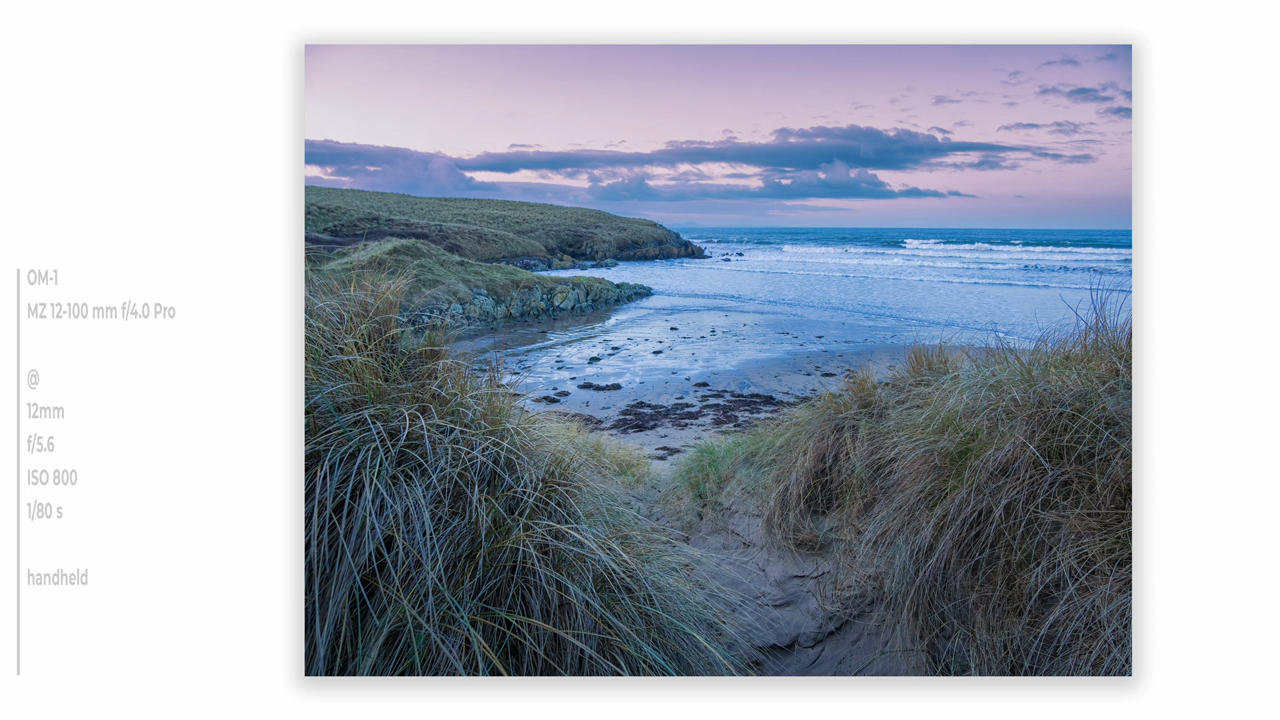 OM-1
MZ 12-100 mm f/4.0 Pro
@
12mm
f/5.6
ISO 800
1/80 s
handheld